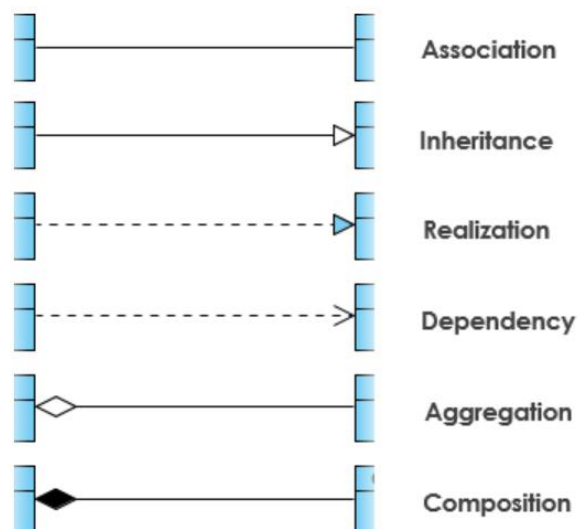 Association
Inheritance
Realization
Dependency
Aggregation
Composition